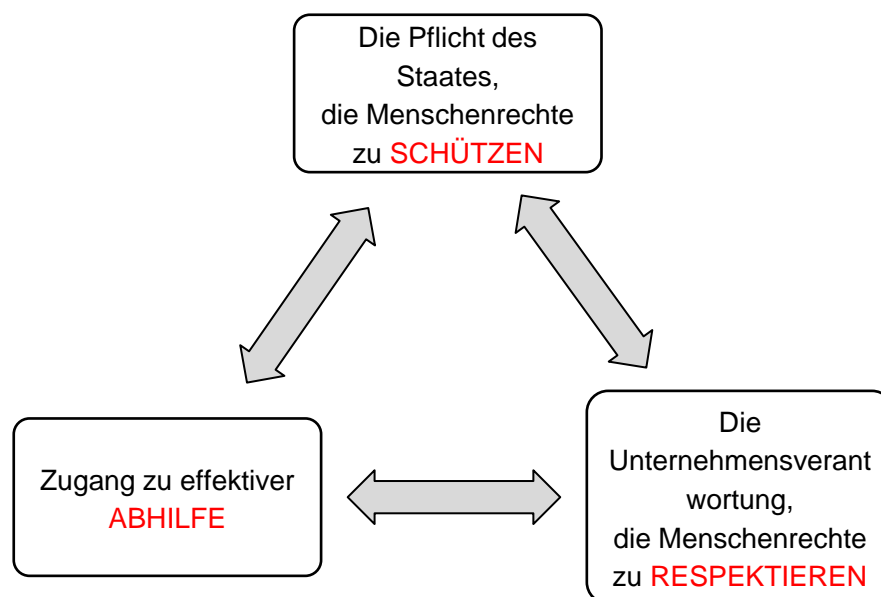 Die Pflicht des
Staates,
die Menschenrechte
zu SCHÜTZEN
Zugang zu effektiver
ABHILFE
Die
Unternehmensverant
wortung,
die Menschenrechte
zu RESPEKTIEREN